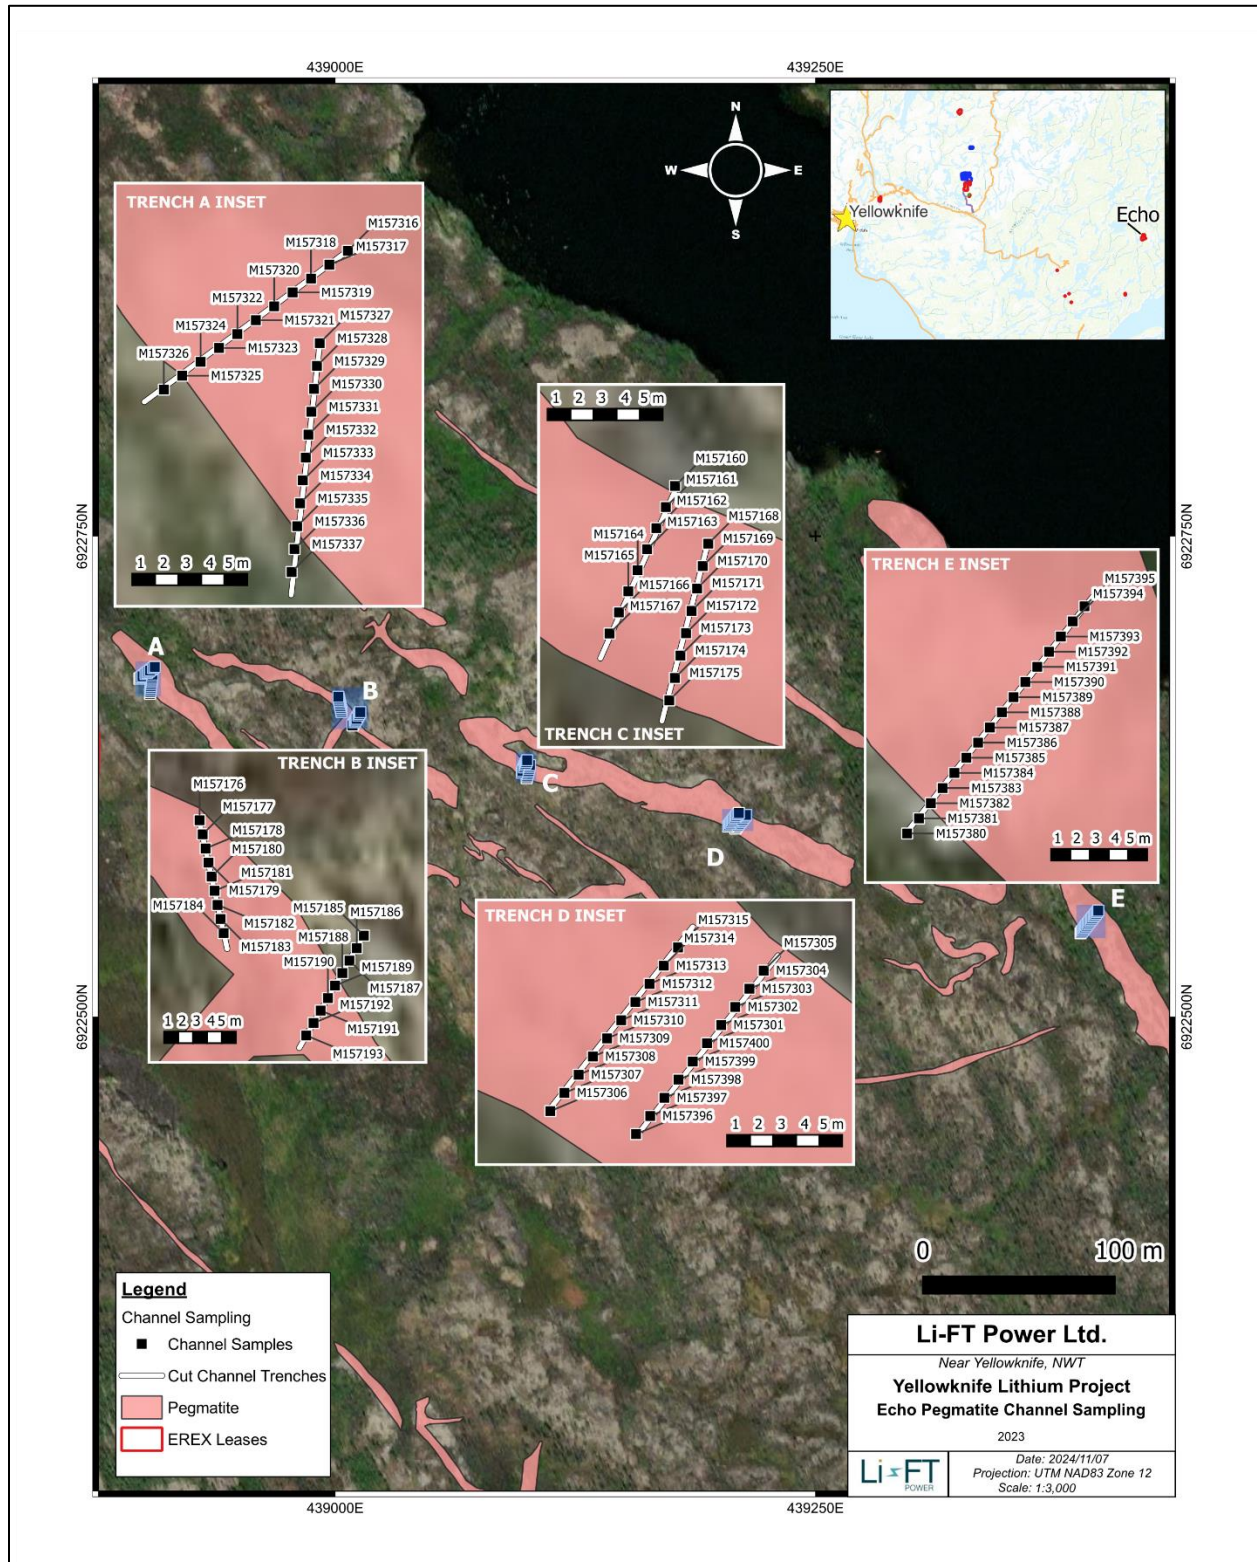 439000E
439250E
N
W E
S
Yellowknife
Echo
TRENCH A INSET
M157316
M157318
M157317
M157320
M157319
M157322
M157321
M157327
M157324
M157323
M157328
M157326
M157329
M157325
M157330
M157331
M157332
M157333
M157334
M157335
M157336
M157337
1 2 3 4 5 m
1 2 3 4 5 m
M157160
M157161
M157162
M157163
M157168
M157164
M157169
M157165
M157170
M157166
M157171
M157167
M157172
M157173
M157174
M157175
TRENCH C INSET
6922750N
6922750N
TRENCH E INSET
M157395
M157394
M157393
M157392
M157391
M157390
M157389
M157388
M157387
M157386
M157385
M157384
M157383
M157382
M157381
M157380
1 2 3 4 5 m
A
B
C
D
E
TRENCH B INSET
M157176
M157177
M157178
M157180
M157181
M157179
M157184
M157185
M157186
M157182
M157188
M157183
M157190
M157189
M157187
M157192
M157191
M157193
1 2 3 4 5 m
TRENCH D INSET
M157315
M157314
M157305
M157313
M157304
M157312
M157303
M157311
M157302
M157310
M157301
M157309
M157400
M157308
M157399
M157307
M157398
M157306
M157397
M157396
1 2 3 4 5 m
6922500N
6922500N
0 100 m
Legend
Channel Sampling
Channel Samples
Cut Channel Trenches
Pegmatite
EREX Leases
Li-FT Power Ltd.
Near Yellowknife, NWT
Yellowknife Lithium Project
Echo Pegmatite Channel Sampling
2023
Li-FT
POWER
Date: 2024/11/07
Projection: UTM NAD83 Zone 12
Scale: 1:3,000
439000E
439250E